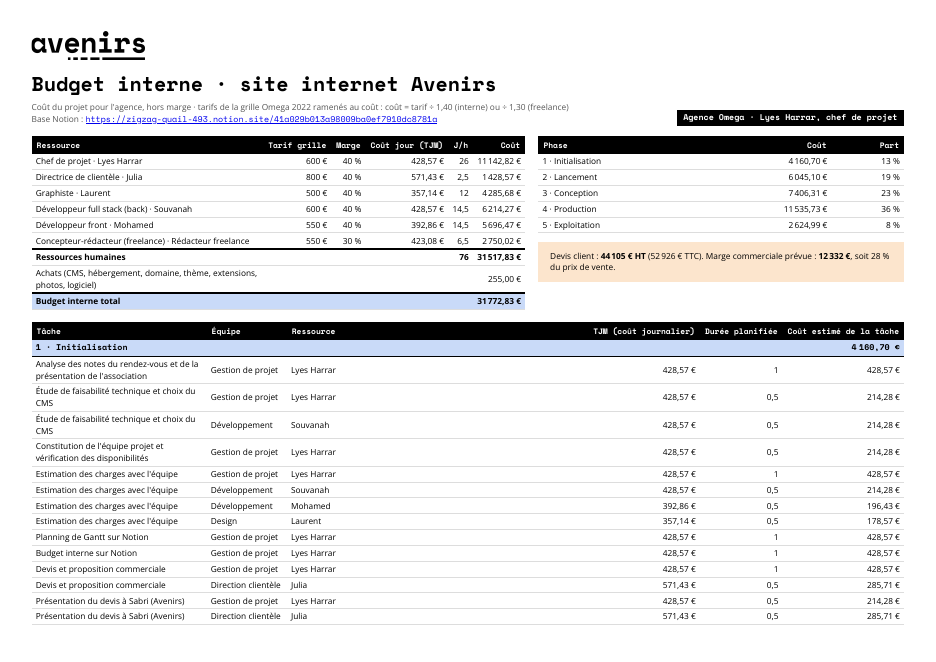 avenirs
Budget interne · site internet Avenirs
Coût du projet pour l'agence, hors marge · tarifs de la grille Omega 2022 ramenés au coût : coût = tarif ÷ 1,40 (interne) ou ÷ 1,30 (freelance)
Base Notion : https://zigzag-quail-493.notion.site/41a029b013a98009ba0ef7910dc8781a
Agence Omega · Lyes Harrar, chef de projet
Ressource Tarif grille Marge Coût jour (TJM) J/h Coût
Chef de projet · Lyes Harrar 600 € 40 % 428,57 € 26 11 142,82 €
Directrice de clientèle · Julia 800 € 40 % 571,43 € 2,5 1 428,57 €
Graphiste · Laurent 500 € 40 % 357,14 € 12 4 285,68 €
Développeur full stack (back) · Souvanah 600 € 40 % 428,57 € 14,5 6 214,27 €
Développeur front · Mohamed 550 € 40 % 392,86 € 14,5 5 696,47 €
Concepteur-rédacteur (freelance) · Rédacteur freelance 550 € 30 % 423,08 € 6,5 2 750,02 €
Ressources humaines 76 31 517,83 €
Achats (CMS, hébergement, domaine, thème, extensions,
photos, logiciel) 255,00 €
Budget interne total 31 772,83 €
Phase Coût Part
1 · Initialisation 4 160,70 € 13 %
2 · Lancement 6 045,10 € 19 %
3 · Conception 7 406,31 € 23 %
4 · Production 11 535,73 € 36 %
5 · Exploitation 2 624,99 € 8 %
Devis client : 44 105 € HT (52 926 € TTC). Marge commerciale prévue : 12 332 €, soit 28 %
du prix de vente.
Tâche Équipe Ressource TJM (coût journalier) Durée planifiée Coût estimé de la tâche
1 · Initialisation 4 160,70 €
Analyse des notes du rendez-vous et de la
présentation de l'association Gestion de projet Lyes Harrar 428,57 € 1 428,57 €
Étude de faisabilité technique et choix du
CMS Gestion de projet Lyes Harrar 428,57 € 0,5 214,28 €
Étude de faisabilité technique et choix du
CMS Développement Souvanah 428,57 € 0,5 214,28 €
Constitution de l'équipe projet et
vérification des disponibilités Gestion de projet Lyes Harrar 428,57 € 0,5 214,28 €
Estimation des charges avec l'équipe Gestion de projet Lyes Harrar 428,57 € 1 428,57 €
Estimation des charges avec l'équipe Développement Souvanah 428,57 € 0,5 214,28 €
Estimation des charges avec l'équipe Développement Mohamed 392,86 € 0,5 196,43 €
Estimation des charges avec l'équipe Design Laurent 357,14 € 0,5 178,57 €
Planning de Gantt sur Notion Gestion de projet Lyes Harrar 428,57 € 1 428,57 €
Budget interne sur Notion Gestion de projet Lyes Harrar 428,57 € 1 428,57 €
Devis et proposition commerciale Gestion de projet Lyes Harrar 428,57 € 1 428,57 €
Devis et proposition commerciale Direction clientèle Julia 571,43 € 0,5 285,71 €
Présentation du devis à Sabri (Avenirs) Gestion de projet Lyes Harrar 428,57 € 0,5 214,28 €
Présentation du devis à Sabri (Avenirs) Direction clientèle Julia 571,43 € 0,5 285,71 €